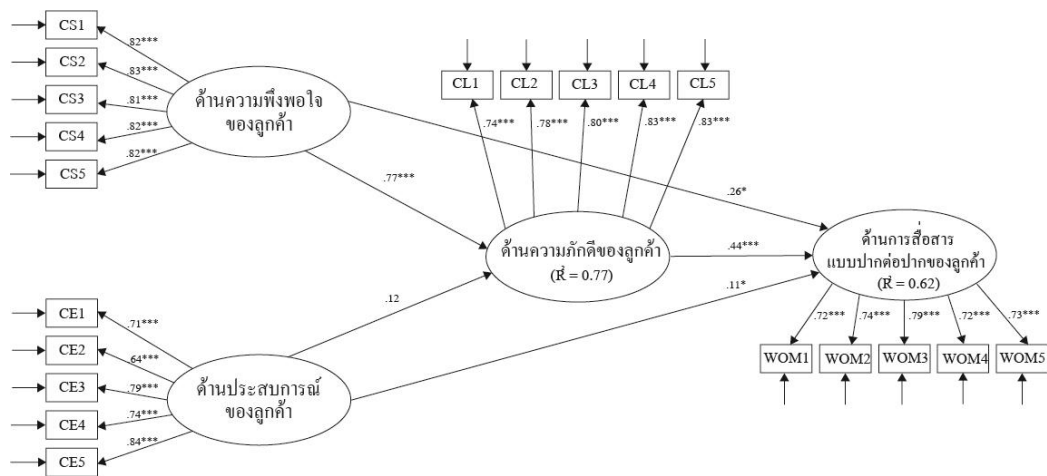 CS1
.82***
CS2
.83***
CS3
.81***
CS4
.82***
CS5
.82***
ด้านความพึงพอใจ
ของลูกค้า
CL1
CL2
CL3
CL4
CL5
.74***
.78***
.80***
.83***
.83***
.77***
.26*
ด้านความภักดีของลูกค้า
(R² = 0.77)
.44***
ด้านการสื่อสาร
แบบปากต่อปากของลูกค้า
(R² = 0.62)
.12
.11*
CE1
.71***
CE2
.64***
CE3
.79***
CE4
.74***
CE5
.84***
ด้านประสบการณ์
ของลูกค้า
.72***
.74***
.79***
.72***
.73***
WOM1
WOM2
WOM3
WOM4
WOM5